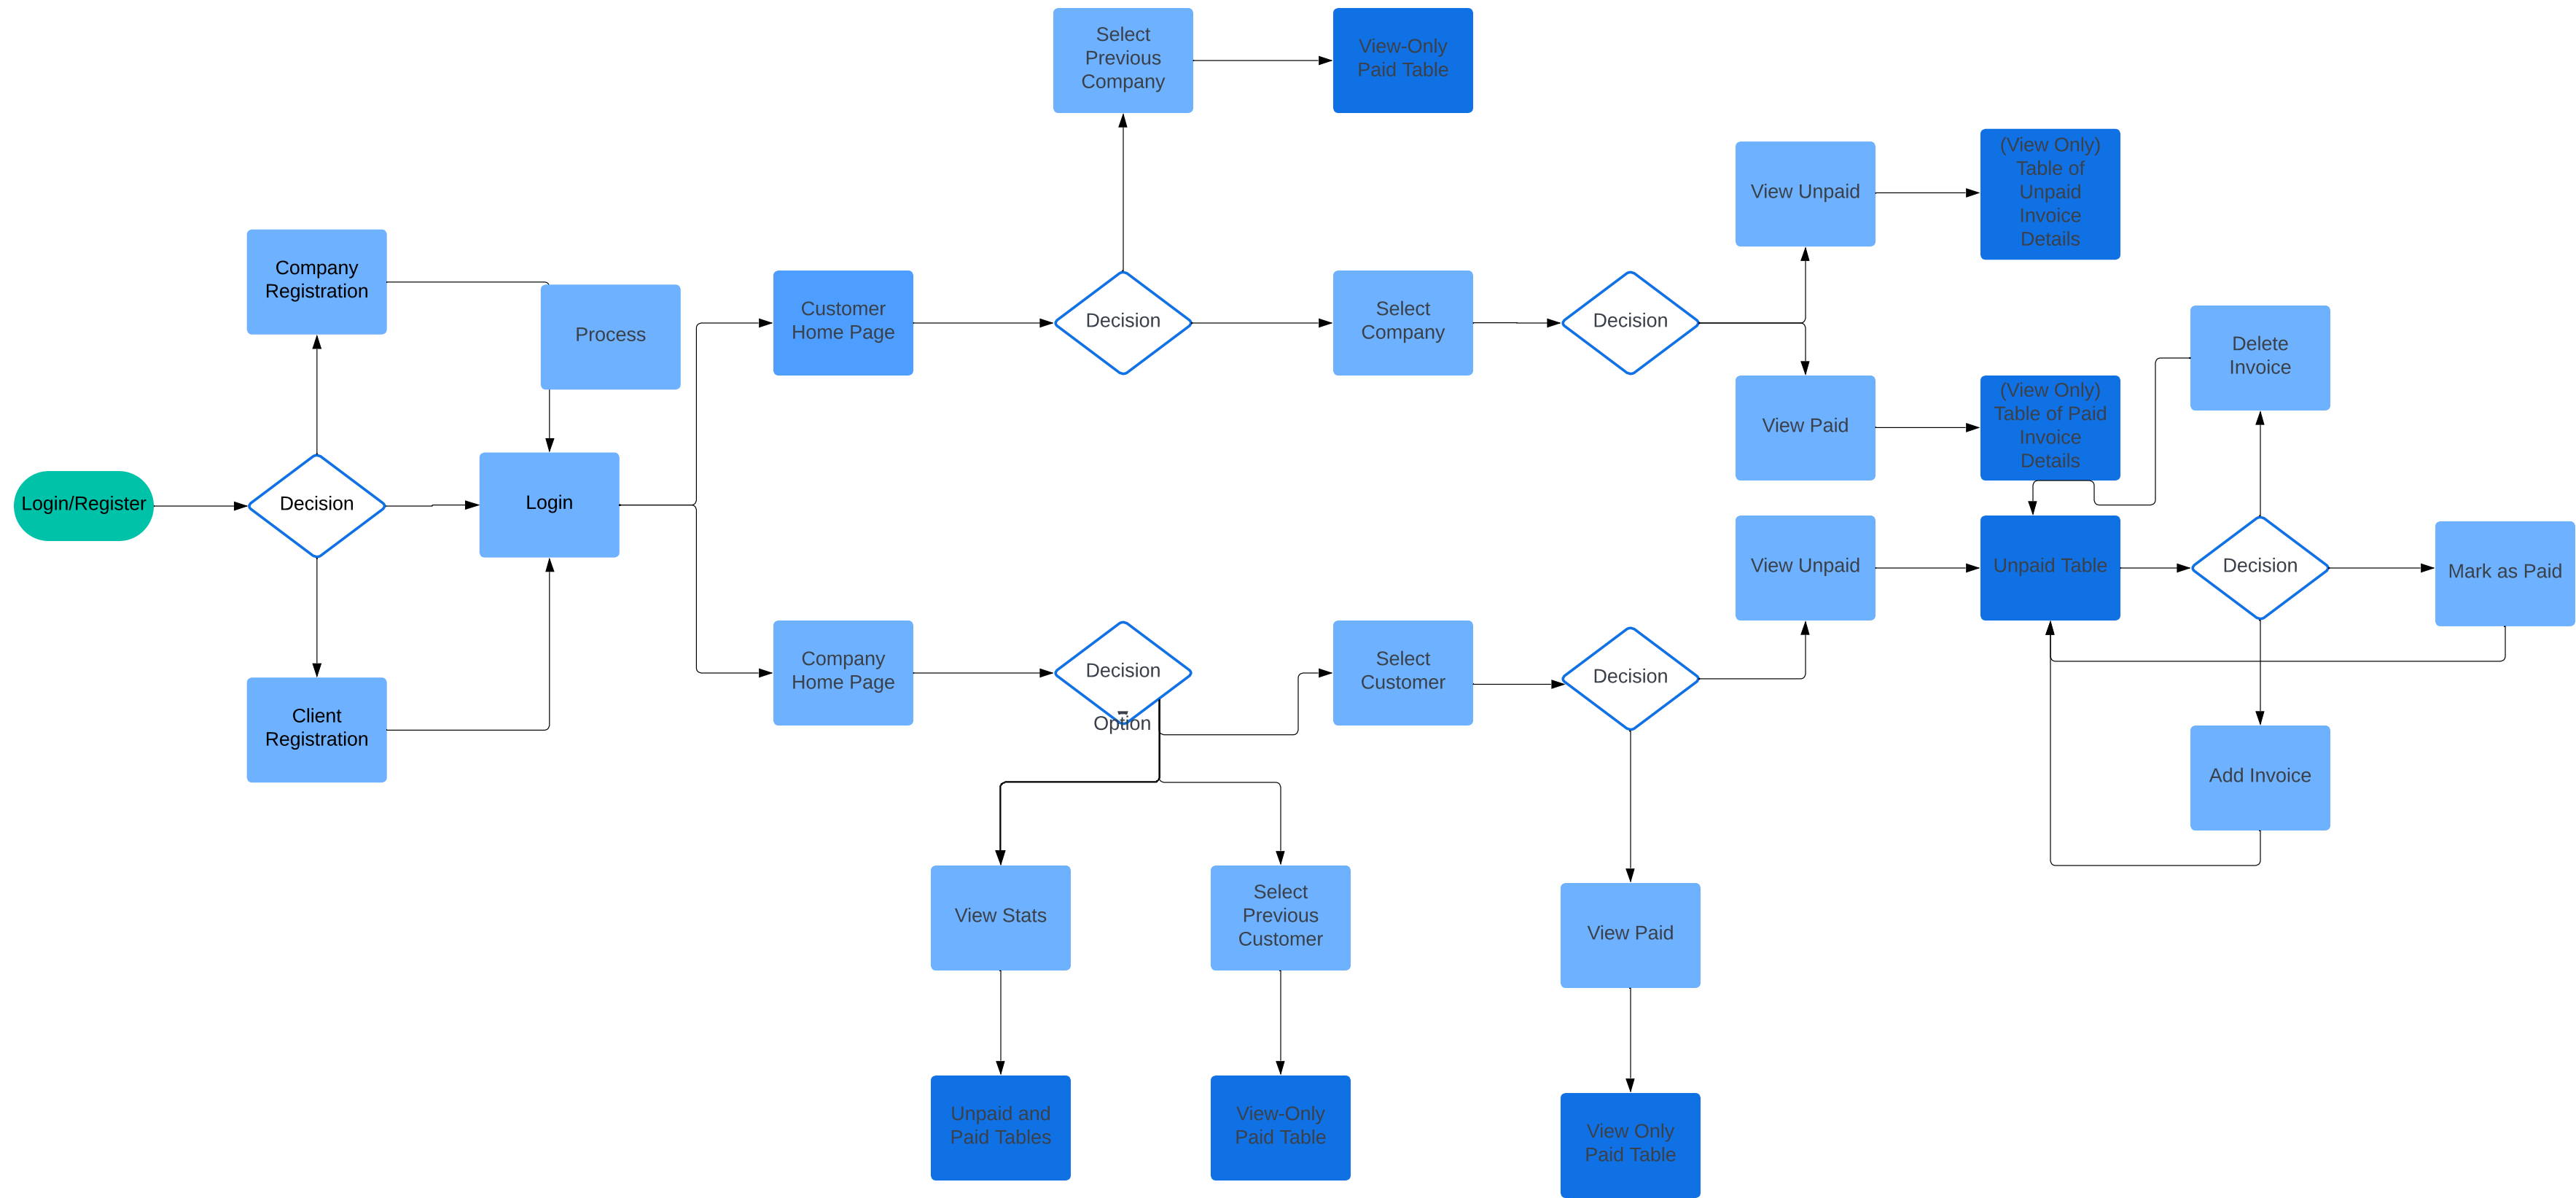 Select
Previous
Company
View-Only
Paid Table
(View Only)
Table of
Unpaid
Invoice
Details
View Unpaid
Company
Registration
Process
Customer
Home Page
Decision
Select
Company
Decision
Delete
Invoice
View Paid
(View Only)
Table of Paid
Invoice
Details
Login/Register
Decision
Login
View Unpaid
Unpaid Table
Decision
Mark as Paid
Company
Home Page
Decision
Option
Select
Customer
Decision
Client
Registration
Add Invoice
View Stats
Select
Previous
Customer
View Paid
Unpaid and
Paid Tables
View-Only
Paid Table
View Only
Paid Table